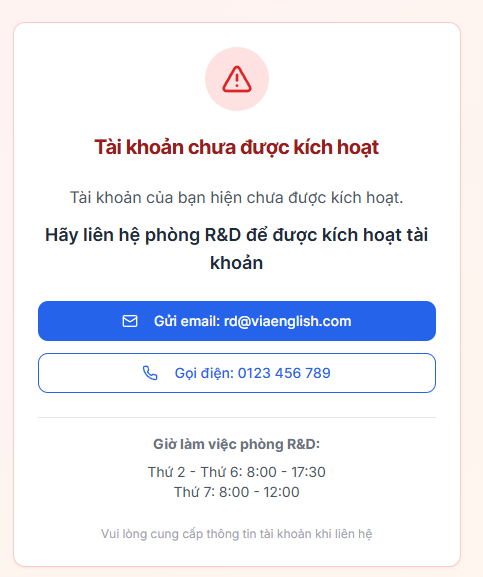 Tài khoản chưa được kích hoạt
Tài khoản của bạn hiện chưa được kích hoạt.
Hãy liên hệ phòng R&D để được kích hoạt tài
khoản
Gửi email: rd@viaenglish.com
Gọi điện: 0123 456 789
Giờ làm việc phòng R&D:
Thứ 2 - Thứ 6: 8:00 - 17:30
Thứ 7: 8:00 - 12:00
Vui lòng cung cấp thông tin tài khoản khi liên hệ